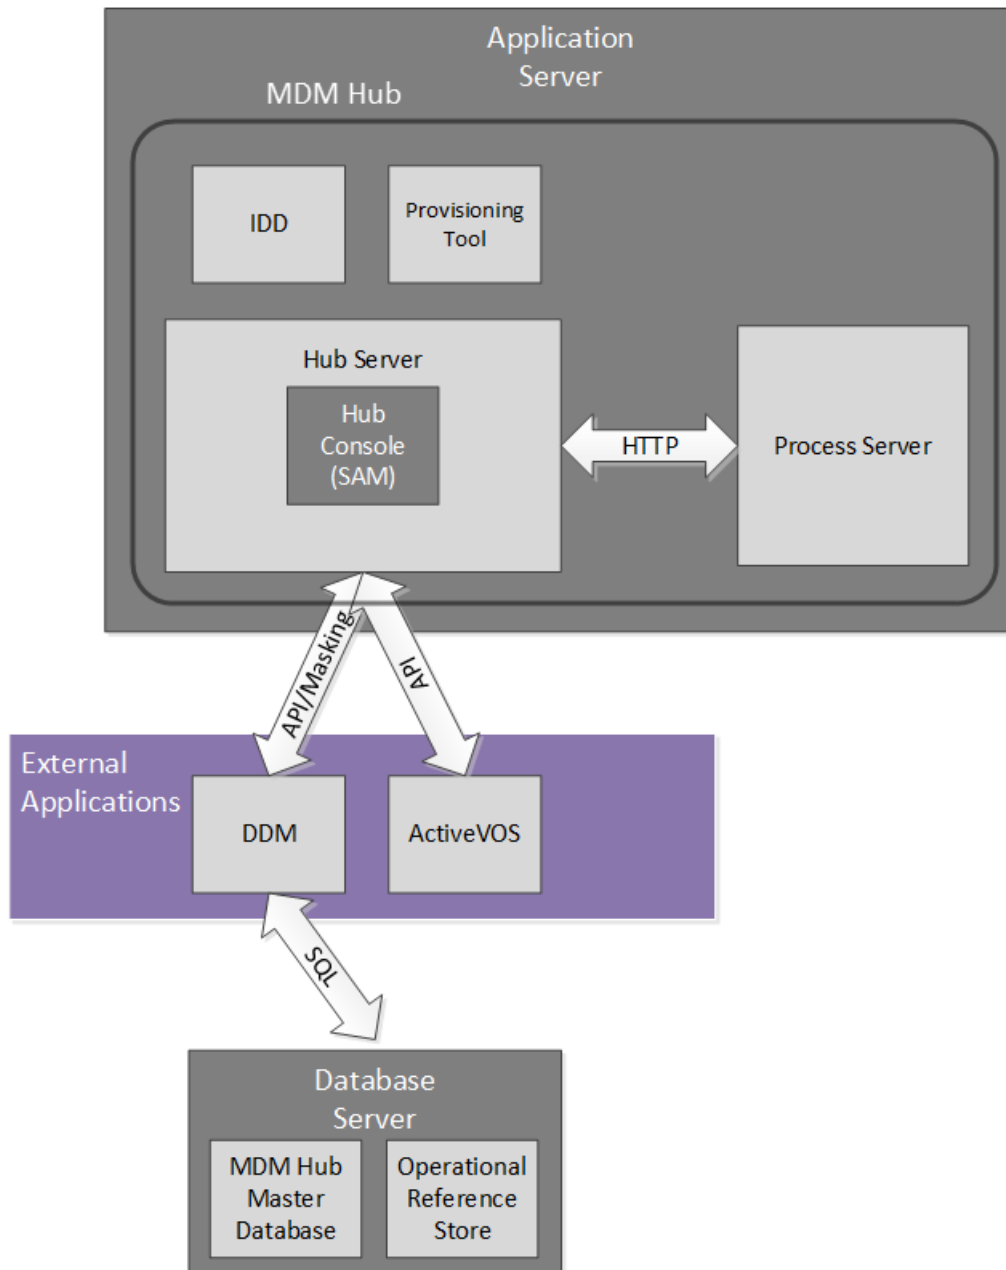 Application
Server
MDM Hub
IDD
Provisioning
Tool
Hub Server
Hub
Console
(SAM)
HTTP
Process Server
API/Masking
API
External
Applications
DDM
ActiveVOS
SQL
Database
Server
MDM Hub
Master
Database
Operational
Reference
Store